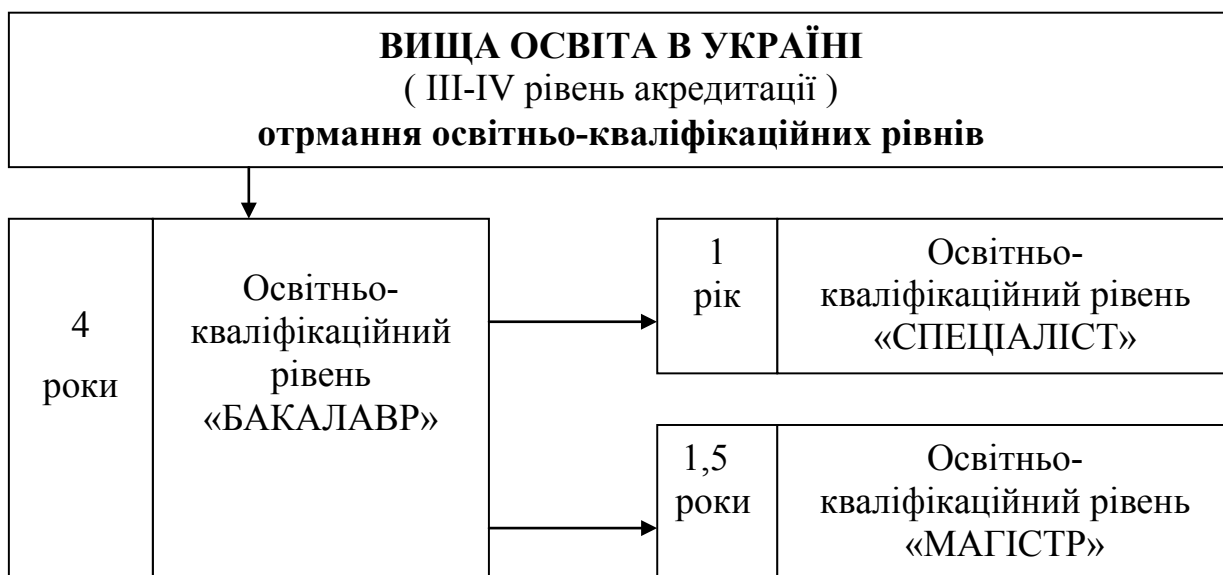 ВИЩА ОСВІТА В УКРАЇНІ
( III-IV рівень акредитації )
отрмання освітньо-кваліфікаційних рівнів
4
роки
Освітньо-
кваліфікаційний
рівень
«БАКАЛАВР»
1
рік
Освітньо-
кваліфікаційний рівень
«СПЕЦІАЛІСТ»
1,5
роки
Освітньо-
кваліфікаційний рівень
«МАГІСТР»